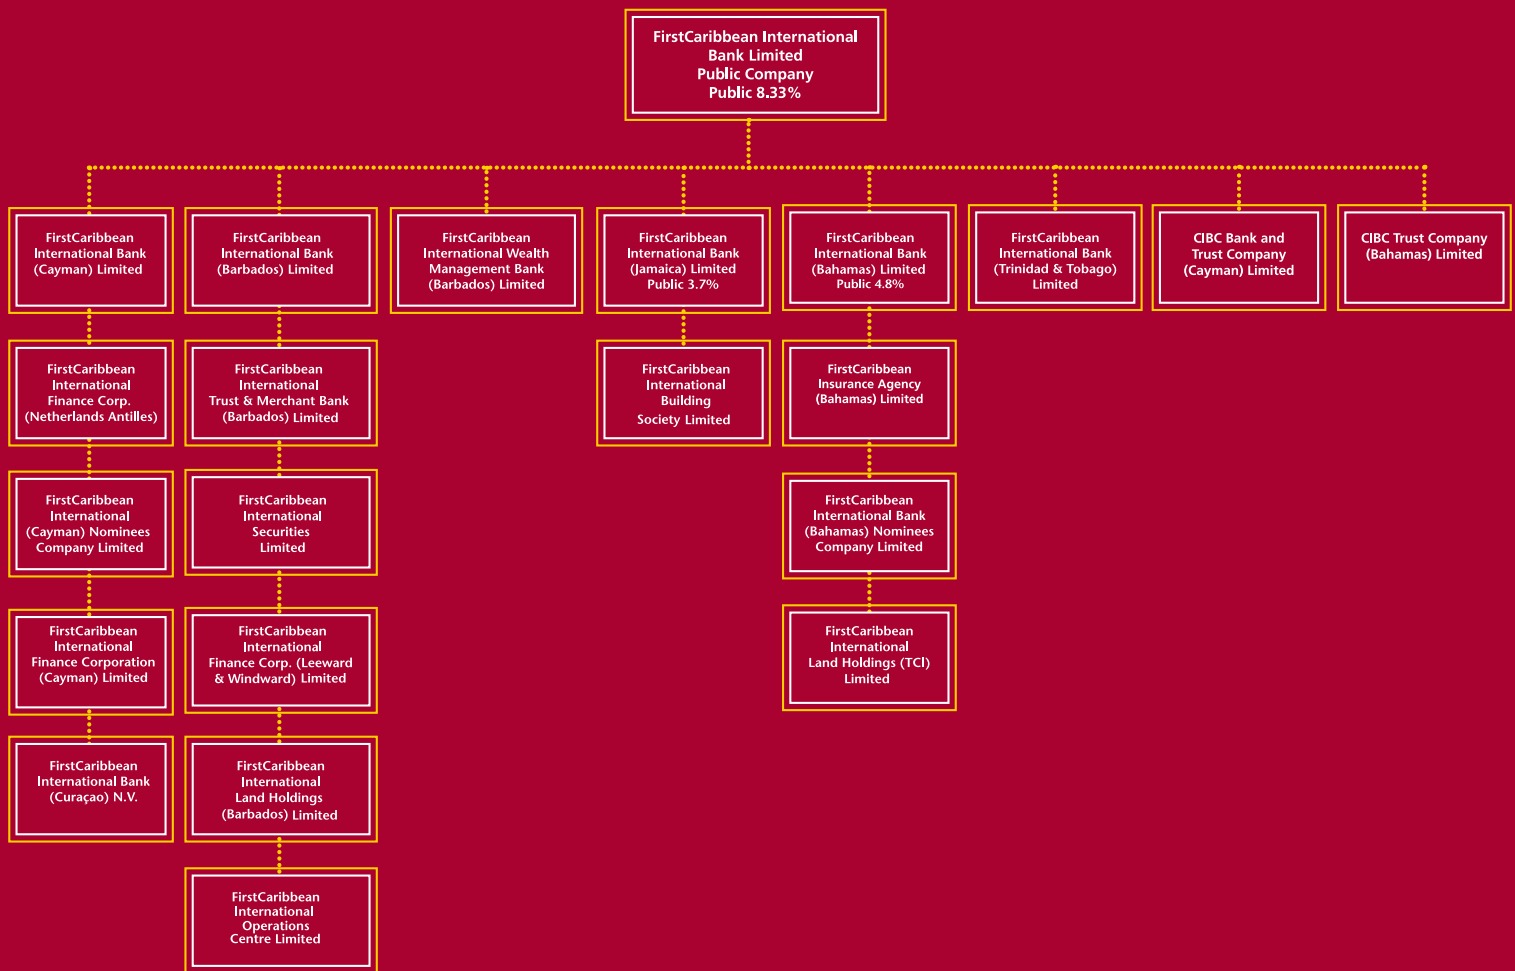 FirstCaribbean International
Bank Limited
Public Company
Public 8.33%
FirstCaribbean
International Bank
(Cayman) Limited
FirstCaribbean
International Bank
(Barbados) Limited
FirstCaribbean
International Wealth
Management Bank
(Barbados) Limited
FirstCaribbean
International Bank
(Jamaica) Limited
Public 3.7%
FirstCaribbean
International Bank
(Bahamas) Limited
Public 4.8%
FirstCaribbean
International Bank
(Trinidad & Tobago)
Limited
CIBC Bank and
Trust Company
(Cayman) Limited
CIBC Trust Company
(Bahamas) Limited
FirstCaribbean
International
Finance Corp.
(Netherlands Antilles)
FirstCaribbean
International
Trust & Merchant Bank
(Barbados) Limited
FirstCaribbean
International
Building
Society Limited
FirstCaribbean
Insurance Agency
(Bahamas) Limited
FirstCaribbean
International
(Cayman) Nominees
Company Limited
FirstCaribbean
International
Securities
Limited
FirstCaribbean
International Bank
(Bahamas) Nominees
Company Limited
FirstCaribbean
International
Finance Corporation
(Cayman) Limited
FirstCaribbean
International
Finance Corp. (Leeward
& Windward) Limited
FirstCaribbean
International
Land Holdings (TCI)
Limited
FirstCaribbean
International Bank
(Curaçao) N.V.
FirstCaribbean
International
Land Holdings
(Barbados) Limited
FirstCaribbean
International
Operations
Centre Limited